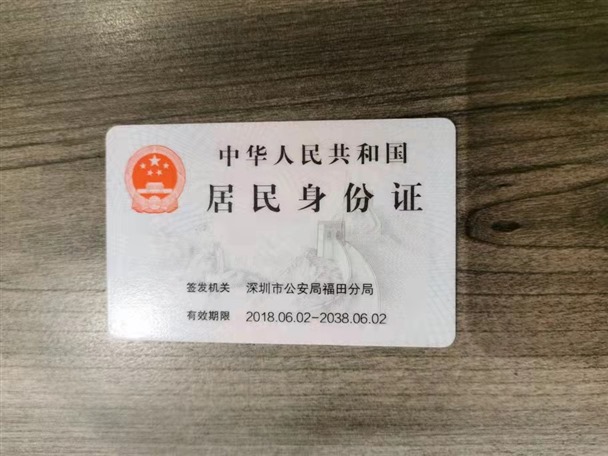 中华人民共和国
居民身份证
签发机关 深圳市公安局福田分局
有效期限 2018.06.02-2038.06.02